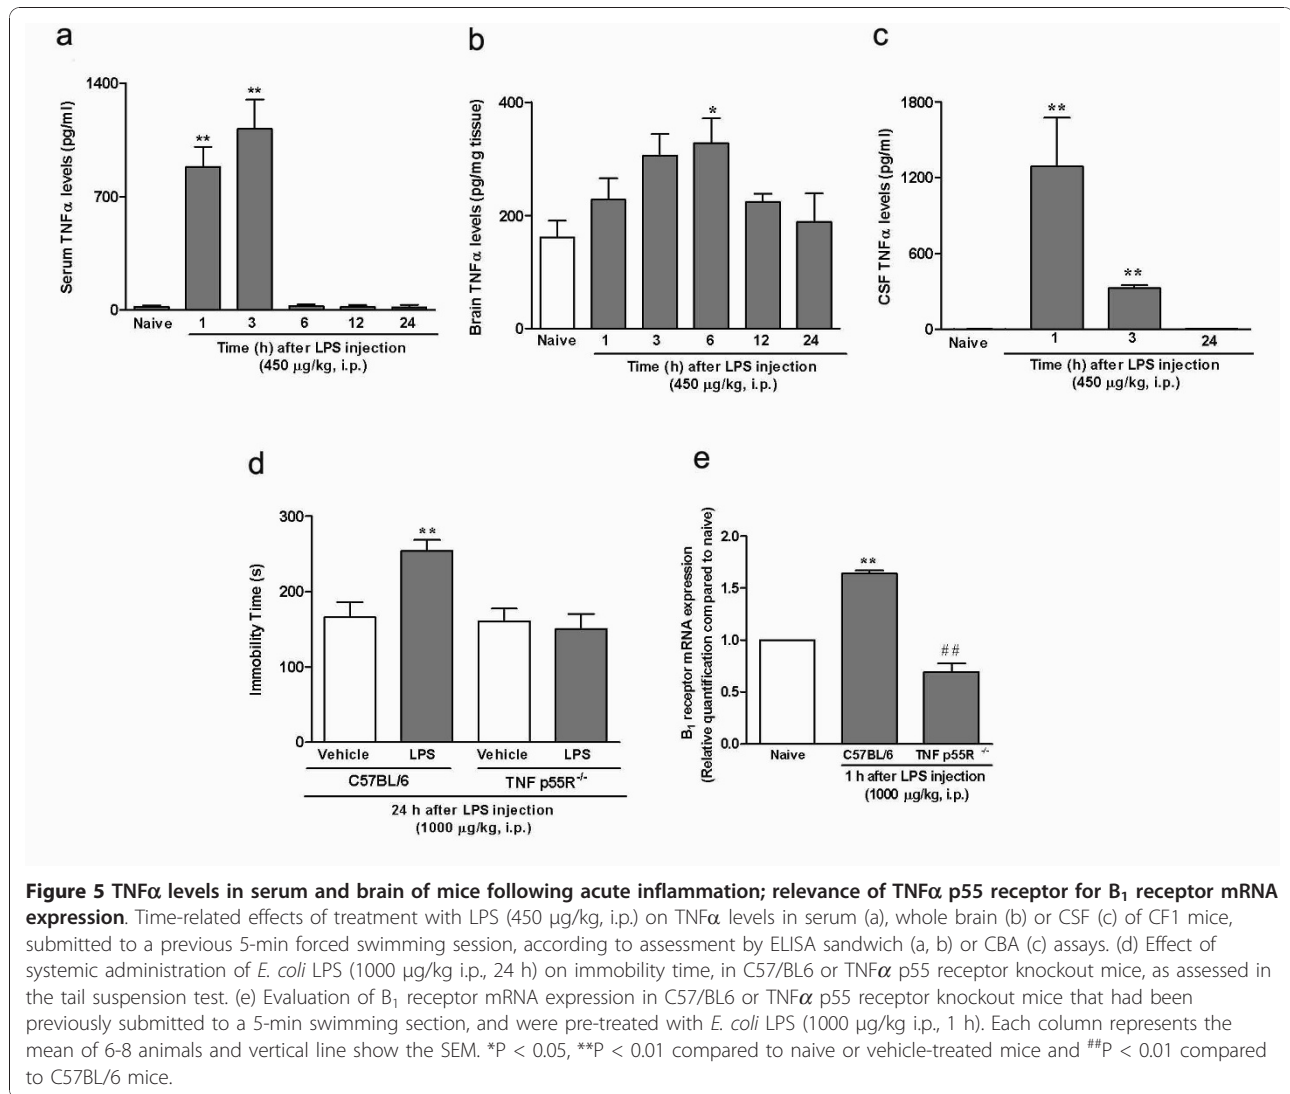 a
Serum TNFα levels (pg/ml)
1400
700
0
**
**
Naive 1 3 6 12 24
Time (h) after LPS injection
(450 μg/kg, i.p.)
b
Brain TNFα levels (pg/mg tissue)
400
200
0
*
Naive 1 3 6 12 24
Time (h) after LPS injection
(450 μg/kg, i.p.)
c
CSF TNFα levels (pg/ml)
1800
1200
600
0
**
**
Naive 1 3 24
Time (h) after LPS injection
(450 μg/kg, i.p.)
d
Immobility Time (s)
300
200
100
0
**
Vehicle LPS Vehicle LPS
C57BL/6 TNF p55R-/-
24 h after LPS injection
(1000 μg/kg, i.p.)
e
B1 receptor mRNA expression
(Relative quantification compared to naive)
2.0
1.5
1.0
0.5
0.0
**
##
Naive C57BL/6 TNF p55R -/-
1 h after LPS injection
(1000 μg/kg, i.p.)
Figure 5 TNFα levels in serum and brain of mice following acute inflammation; relevance of TNFα p55 receptor for B1 receptor mRNA
expression. Time-related effects of treatment with LPS (450 μg/kg, i.p.) on TNFα levels in serum (a), whole brain (b) or CSF (c) of CF1 mice,
submitted to a previous 5-min forced swimming session, according to assessment by ELISA sandwich (a, b) or CBA (c) assays. (d) Effect of
systemic administration of E. coli LPS (1000 μg/kg i.p., 24 h) on immobility time, in C57/BL6 or TNFα p55 receptor knockout mice, as assessed in
the tail suspension test. (e) Evaluation of B1 receptor mRNA expression in C57/BL6 or TNFα p55 receptor knockout mice that had been
previously submitted to a 5-min swimming section, and were pre-treated with E. coli LPS (1000 μg/kg i.p., 1 h). Each column represents the
mean of 6-8 animals and vertical line show the SEM. *P < 0.05, **P < 0.01 compared to naive or vehicle-treated mice and ##P < 0.01 compared
to C57BL/6 mice.